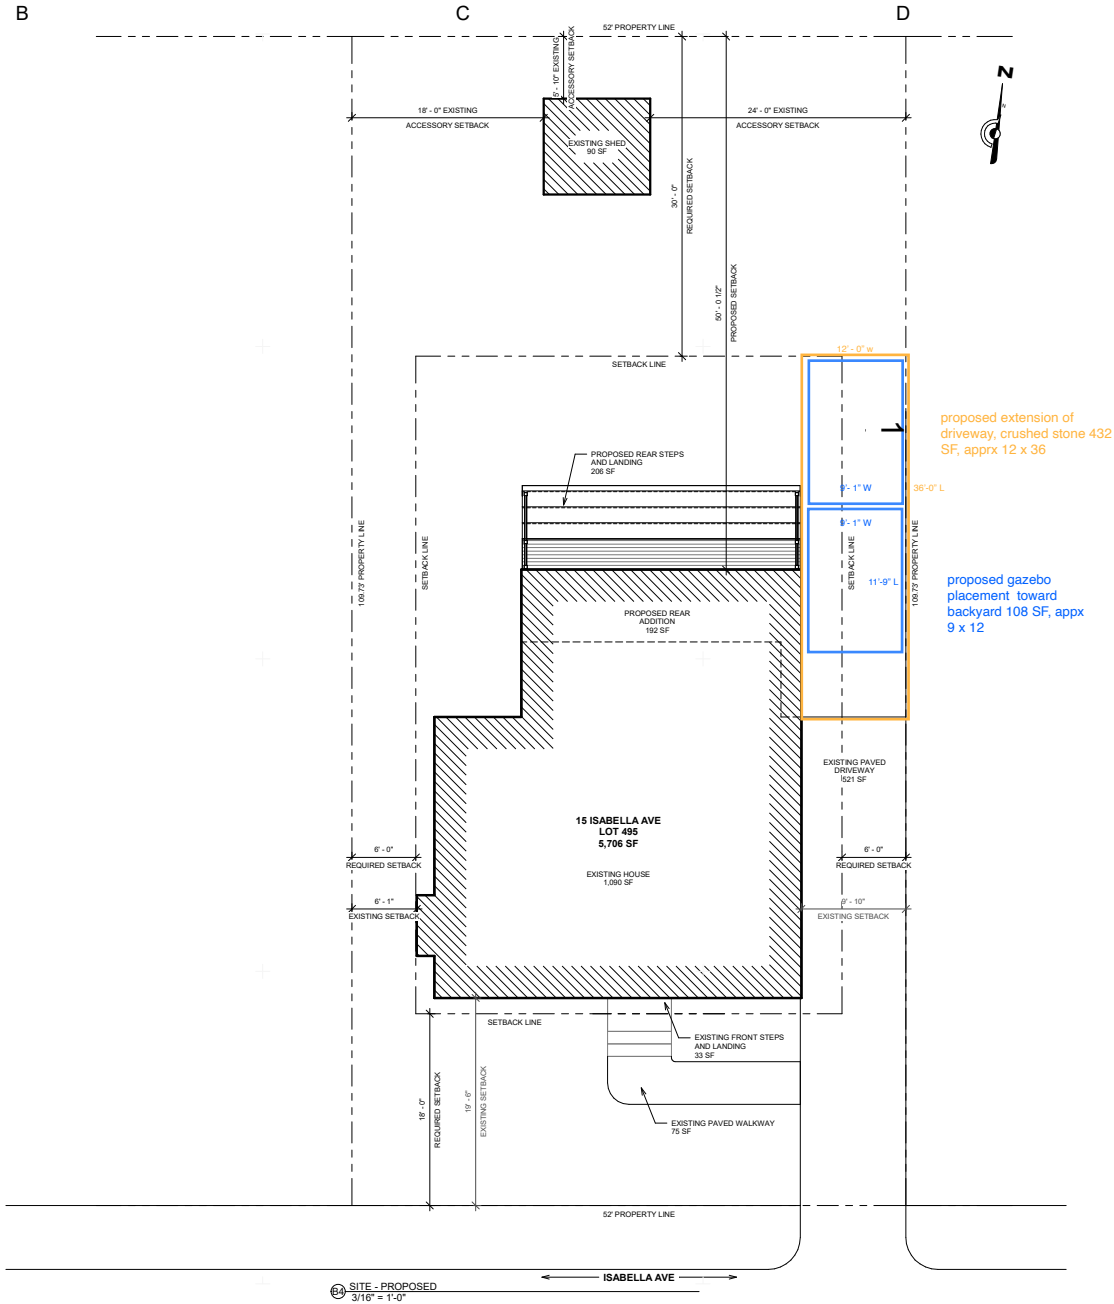 B
C
D
52' PROPERTY LINE
5' - 10" EXISTING
ACCESSORY SETBACK
N
18' - 0" EXISTING
ACCESSORY SETBACK
24' - 0" EXISTING
ACCESSORY SETBACK
EXISTING SHED
90 SF
30' - 0"
REQUIRED SETBACK
50' - 0 1/2"
PROPOSED SETBACK
12' - 0" w
SETBACK LINE
1
proposed extension of
driveway, crushed stone 432
SF, apprx 12 x 36
PROPOSED REAR STEPS
AND LANDING
206 SF
9'- 1" W
36'-0" L
9'- 1" W
109.73' PROPERTY LINE
SETBACK LINE
SETBACK LINE
109.73' PROPERTY LINE
11'-9" L
proposed gazebo
placement toward
backyard 108 SF, appx
9 x 12
PROPOSED REAR
ADDITION
192 SF
EXISTING PAVED
DRIVEWAY
521 SF
15 ISABELLA AVE
LOT 495
5,706 SF
EXISTING HOUSE
1,090 SF
6' - 0"
REQUIRED SETBACK
6' - 0"
REQUIRED SETBACK
6' - 1"
EXISTING SETBACK
9' - 10"
EXISTING SETBACK
SETBACK LINE
EXISTING FRONT STEPS
AND LANDING
33 SF
18' - 0"
REQUIRED SETBACK
19' - 6"
EXISTING SETBACK
EXISTING PAVED WALKWAY
75 SF
52' PROPERTY LINE
ISABELLA AVE
B4
SITE - PROPOSED
3/16" = 1'-0"